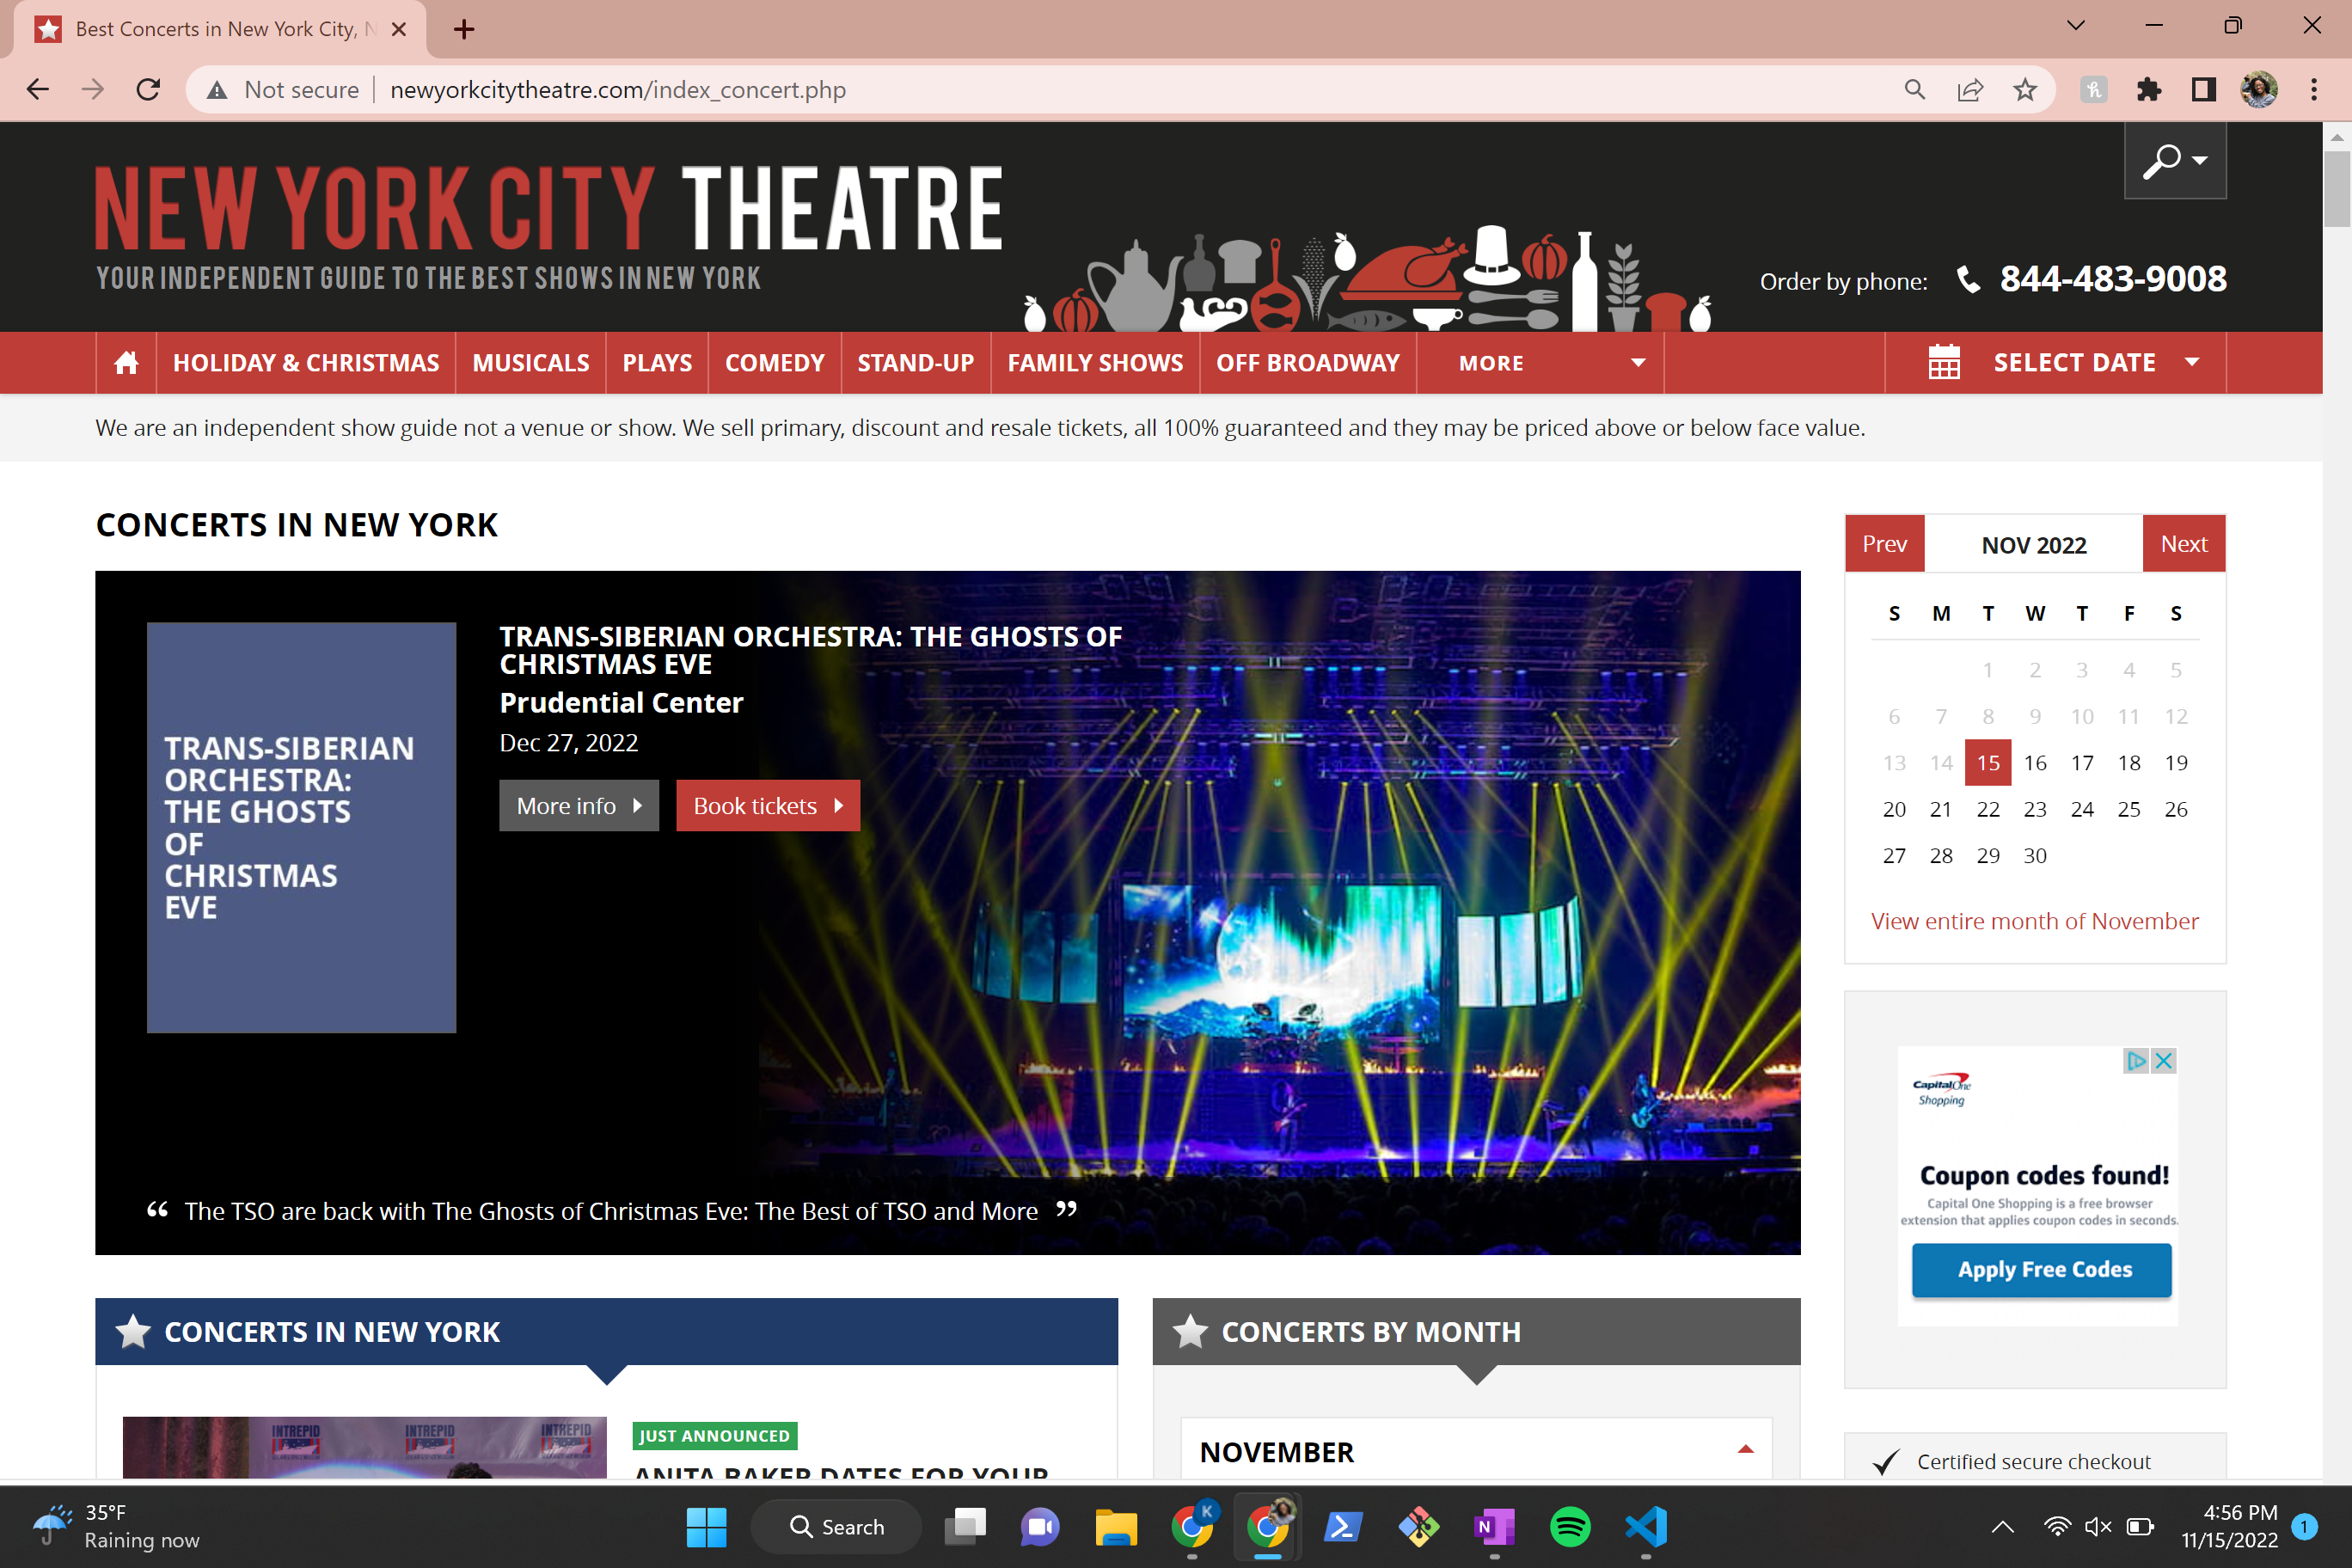 Best Concerts in New York City, N
Not secure
newyorkcitytheatre.com/index_concert.php
NEW YORK CITY THEATRE
YOUR INDEPENDENT GUIDE TO THE BEST SHOWS IN NEW YORK
Order by phone: 844-483-9008
HOLIDAY & CHRISTMAS MUSICALS PLAYS COMEDY STAND-UP FAMILY SHOWS OFF BROADWAY MORE SELECT DATE
We are an independent show guide not a venue or show. We sell primary, discount and resale tickets, all 100% guaranteed and they may be priced above or below face value.
CONCERTS IN NEW YORK
TRANS-SIBERIAN
ORCHESTRA:
THE GHOSTS
OF
CHRISTMAS
EVE
TRANS-SIBERIAN ORCHESTRA: THE GHOSTS OF
CHRISTMAS EVE
Prudential Center
Dec 27, 2022
More info
Book tickets
“ The TSO are back with The Ghosts of Christmas Eve: The Best of TSO and More ”
Prev NOV 2022 Next
S M T W T F S
1 2 3 4 5
6 7 8 9 10 11 12
13 14 15 16 17 18 19
20 21 22 23 24 25 26
27 28 29 30
View entire month of November
CapitalOne
Shopping
Coupon codes found!
Capital One Shopping is a free browser
extension that applies coupon codes in seconds.
Apply Free Codes
CONCERTS IN NEW YORK
INTREPID INTREPID INTREPID
JUST ANNOUNCED
ANITA BAKER DATES FOR YOUR
CONCERTS BY MONTH
NOVEMBER
Certified secure checkout
35°F
Raining now
Search
K
N
4:56 PM
11/15/2022
1